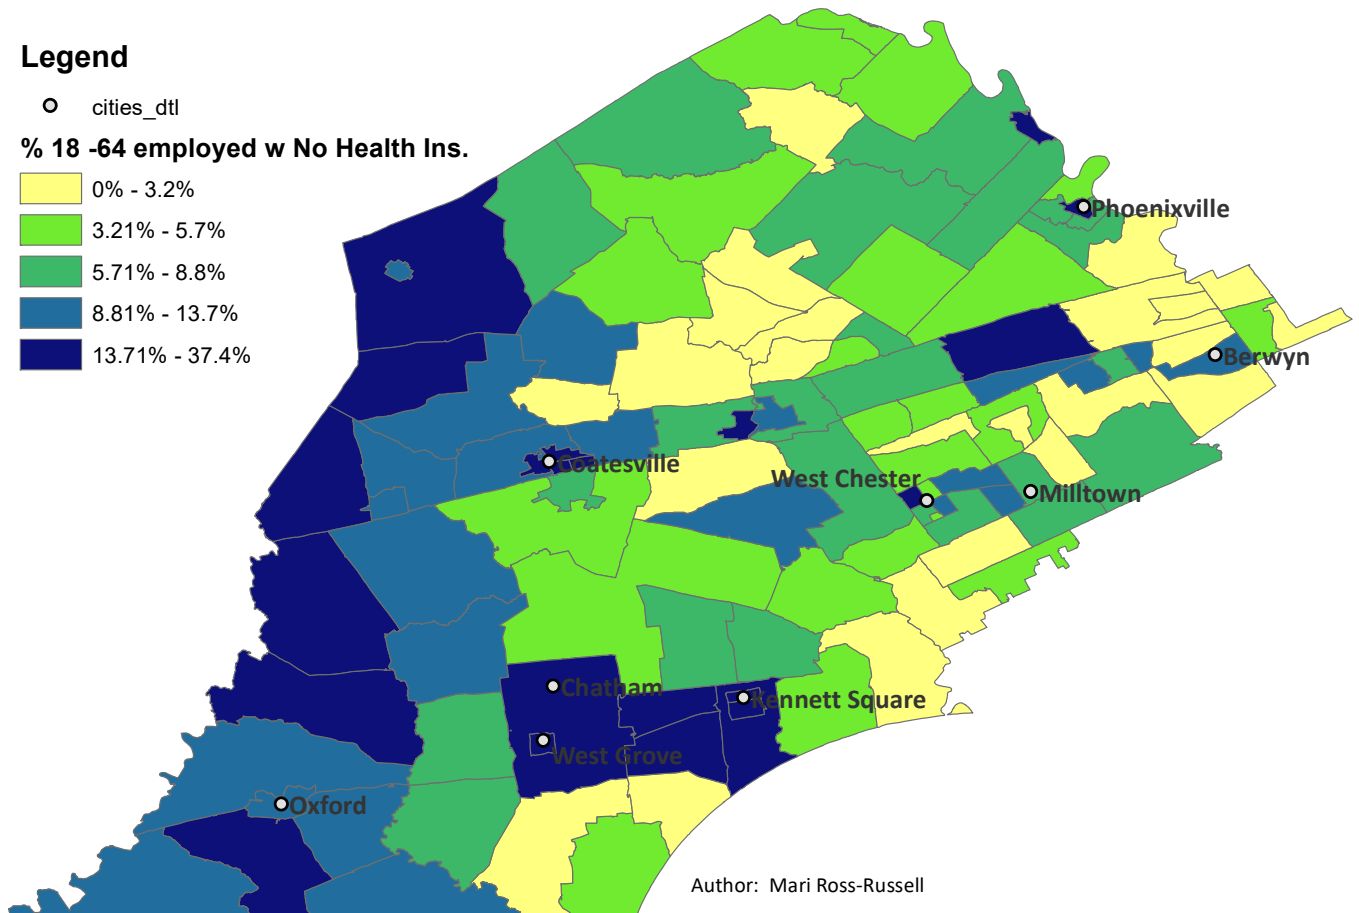 Legend
cities_dtl
% 18 -64 employed w No Health Ins.
0% - 3.2%
3.21% - 5.7%
5.71% - 8.8%
8.81% - 13.7%
13.71% - 37.4%
Phoenixville
Berwyn
Coatesville
West Chester
Milltown
Chatham
Kennett Square
West Grove
Oxford
Author: Mari Ross-Russell